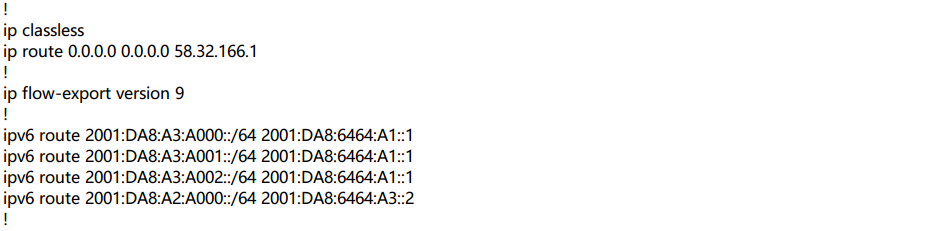 !
ip classless
ip route 0.0.0.0 0.0.0.0 58.32.166.1
!
ip flow-export version 9
!
ipv6 route 2001:DA8:A3:A000::/64 2001:DA8:6464:A1::1
ipv6 route 2001:DA8:A3:A001::/64 2001:DA8:6464:A1::1
ipv6 route 2001:DA8:A3:A002::/64 2001:DA8:6464:A1::1
ipv6 route 2001:DA8:A2:A000::/64 2001:DA8:6464:A3::2
!